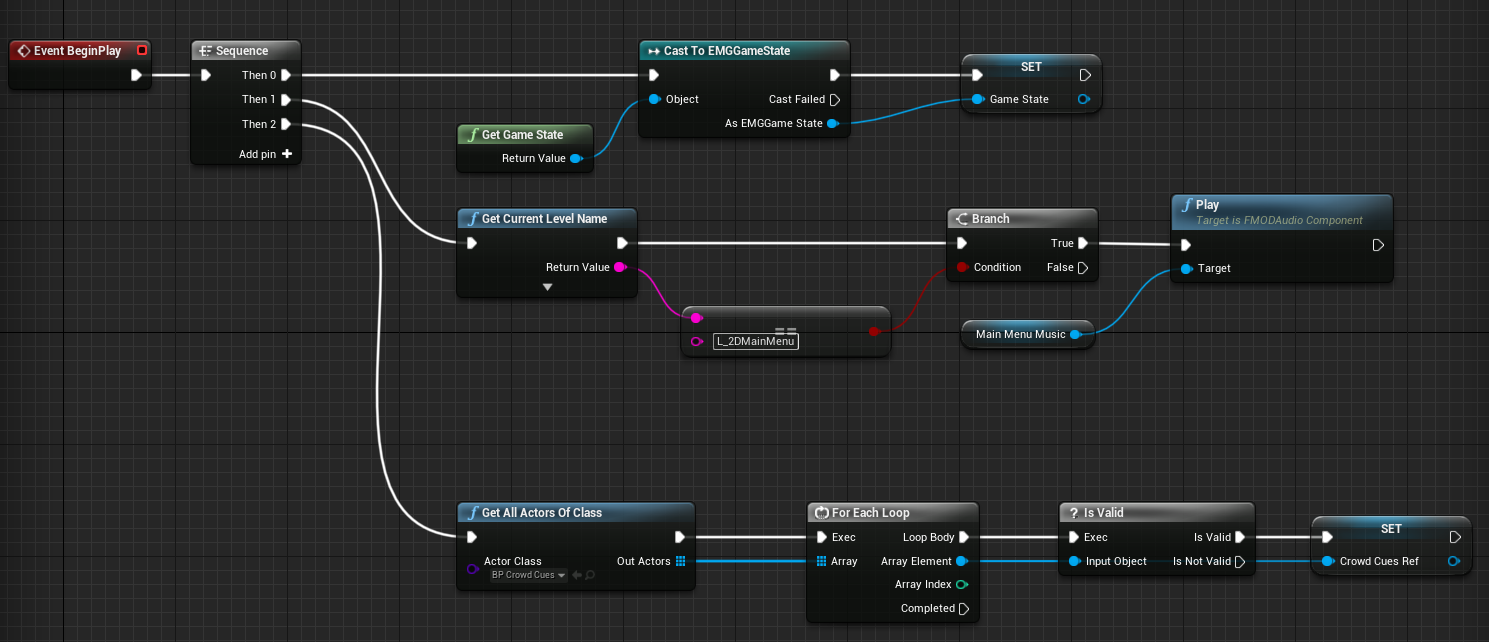 Event BeginPlay
Sequence
Then 0
Then 1
Then 2
Add pin
Cast To EMGGameState
Object
Cast Failed
As EMGGame State
SET
Game State
Get Game State
Return Value
Get Current Level Name
Return Value
==
L_2DMainMenu
Branch
True
Condition
False
Play
Target is FMODAudio Component
Target
Main Menu Music
Get All Actors Of Class
Actor Class
BP Crowd Cues
Out Actors
For Each Loop
Exec
Loop Body
Array
Array Element
Array Index
Completed
? Is Valid
Exec
Is Valid
Input Object
Is Not Valid
SET
Crowd Cues Ref